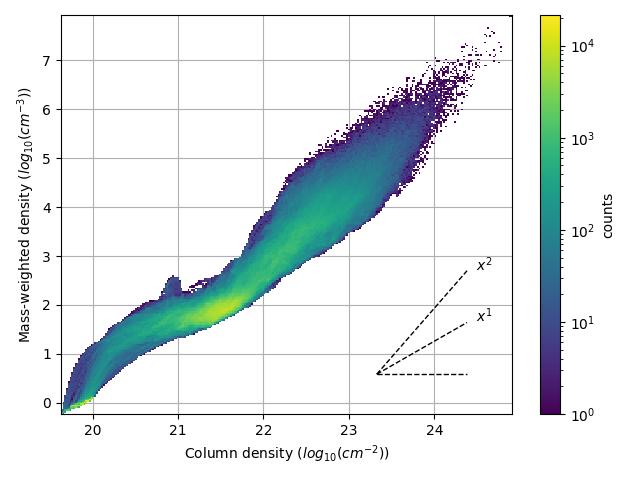 Mass-weighted density (log₁₀(cm⁻³))
7
6
5
4
3
2
1
0
20 21 22 23 24
Column density (log₁₀(cm⁻²))
x²
x¹
10⁴
10³
10²
10¹
10⁰
counts